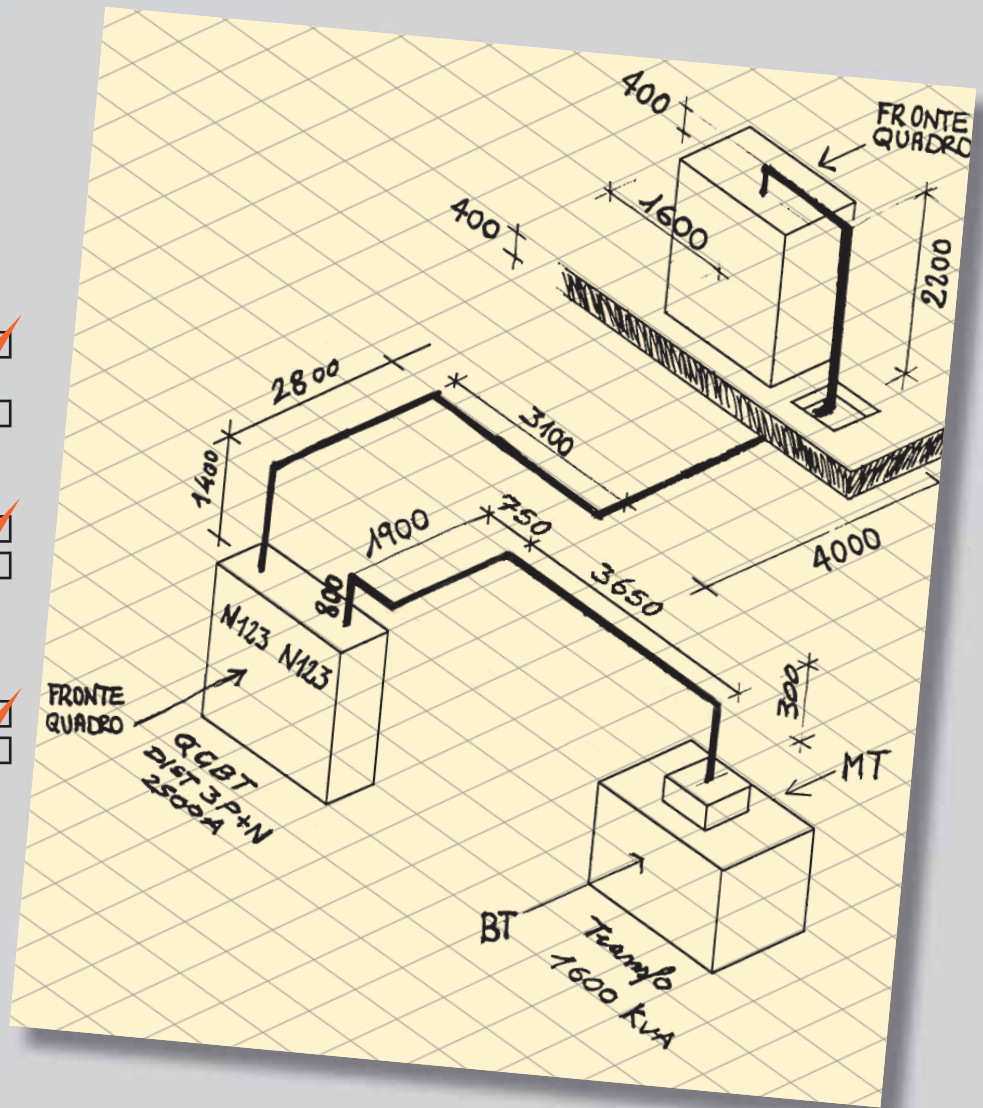 400
FRONTE
QUADRO
1600
400
2200
2800
3100
1400
750
1900
4000
3650
800
N123 N123
300
FRONTE
QUADRO
QGBT
DIST 3P+N
2500A
MT
BT
Trasfo
1600 KVA